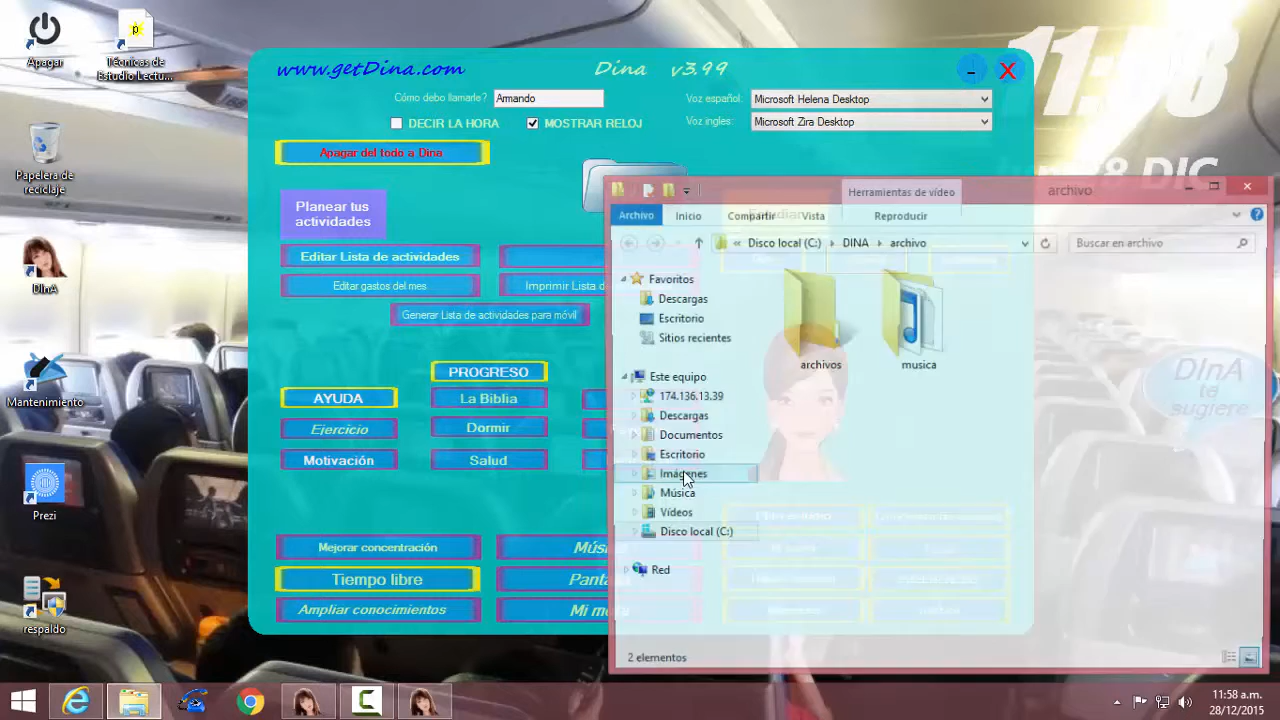 Apagar
Técnicas de
Estudio Lectu...
Papelera de
reciclaje
DInA
Mantenimiento
Prezi
respaldo
www.getDina.com
Dina v3.99
-
X
Cómo debo llamarle?
Armando
DECIR LA HORA
MOSTRAR RELOJ
Voz español:
Microsoft Helena Desktop
Voz ingles:
Microsoft Zira Desktop
Apagar del todo a Dina
Planear tus
actividades
Editar Lista de actividades
Editar gastos del mes
Imprimir Lista de
Generar Lista de actividades para móvil
PROGRESO
AYUDA
La Biblia
Ejercicio
Dormir
Motivación
Salud
Mejorar concentración
Tiempo libre
Ampliar conocimientos
Herramientas de vídeo
archivo
Archivo
Inicio
Compartir
Vista
Reproducir
« Disco local (C:)
DINA
archivo
Buscar en archivo
Favoritos
Descargas
Escritorio
Sitios recientes
Este equipo
174.136.13.39
Descargas
Documentos
Escritorio
Imágenes
Música
Vídeos
Disco local (C:)
Red
archivos
musica
2 elementos
11:58
8 DIC
DInA
te
sugiere
11:58 a.m.
28/12/2015